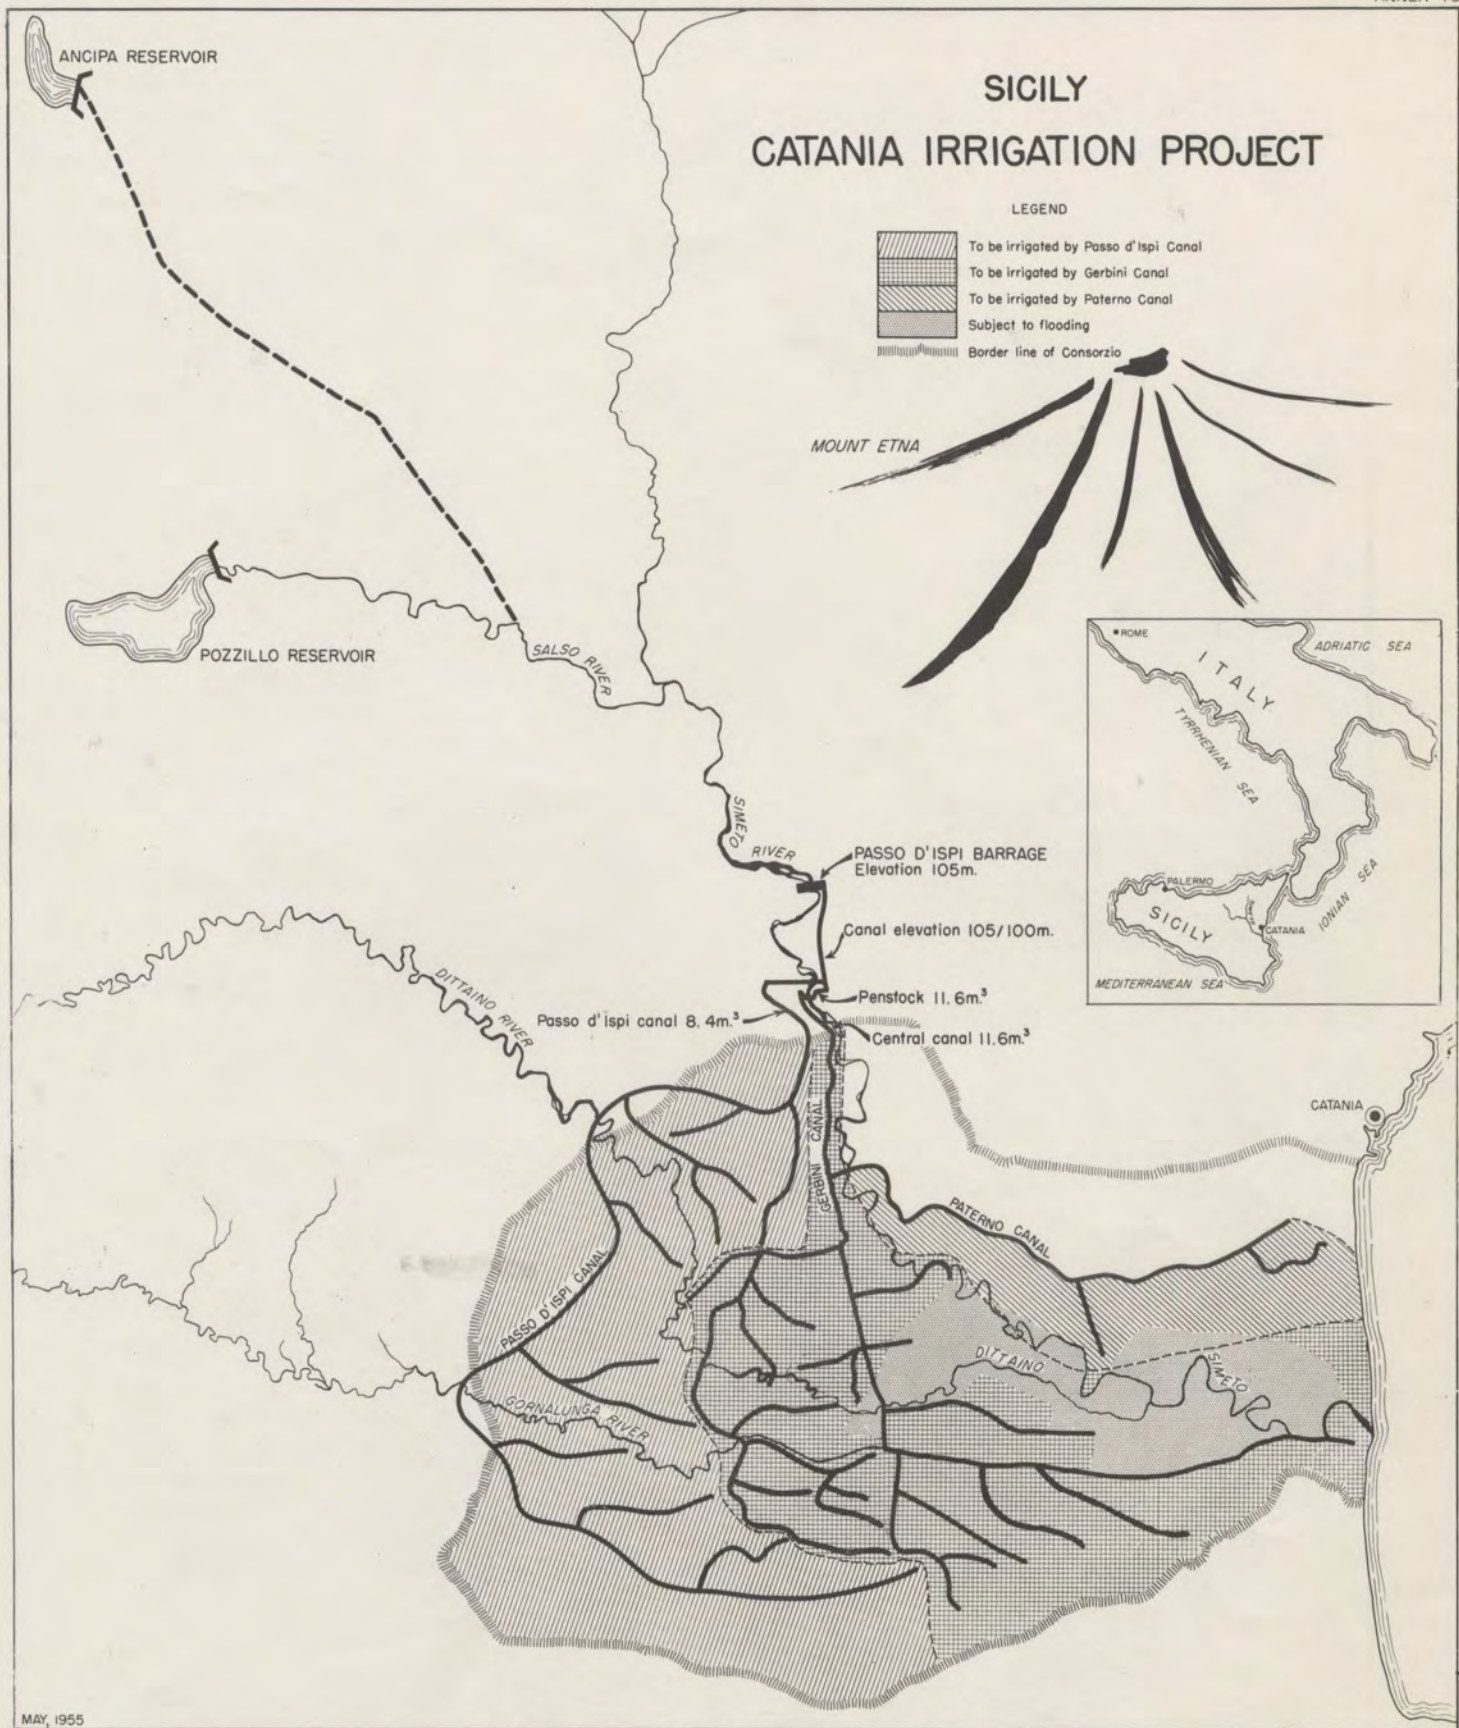 ANCIPA RESERVOIR
SICILY
CATANIA IRRIGATION PROJECT
LEGEND
To be irrigated by Passo d'Ispi Canal
To be irrigated by Gerbini Canal
To be irrigated by Paterno Canal
Subject to flooding
Border line of Consorzio
MOUNT ETNA
POZZILLO RESERVOIR
SALSO RIVER
ROME
ADRIATIC SEA
ITALY
TYRRHENIAN SEA
PALERMO
SICILY
CATANIA
IONIAN SEA
MEDITERRANEAN SEA
SIMETO RIVER
PASSO D'ISPI BARRAGE
Elevation 105m.
Canal elevation 105/100m.
Penstock 11.6m.³
Passo d'Ispi canal 8.4m.³
Central canal 11.6m.³
DITTAINO RIVER
CATANIA
GERBINI CANAL
PATERNO CANAL
PASSO D'ISPI CANAL
DITTAINO
SIMETO
GORNALUNGA RIVER
MAY, 1955